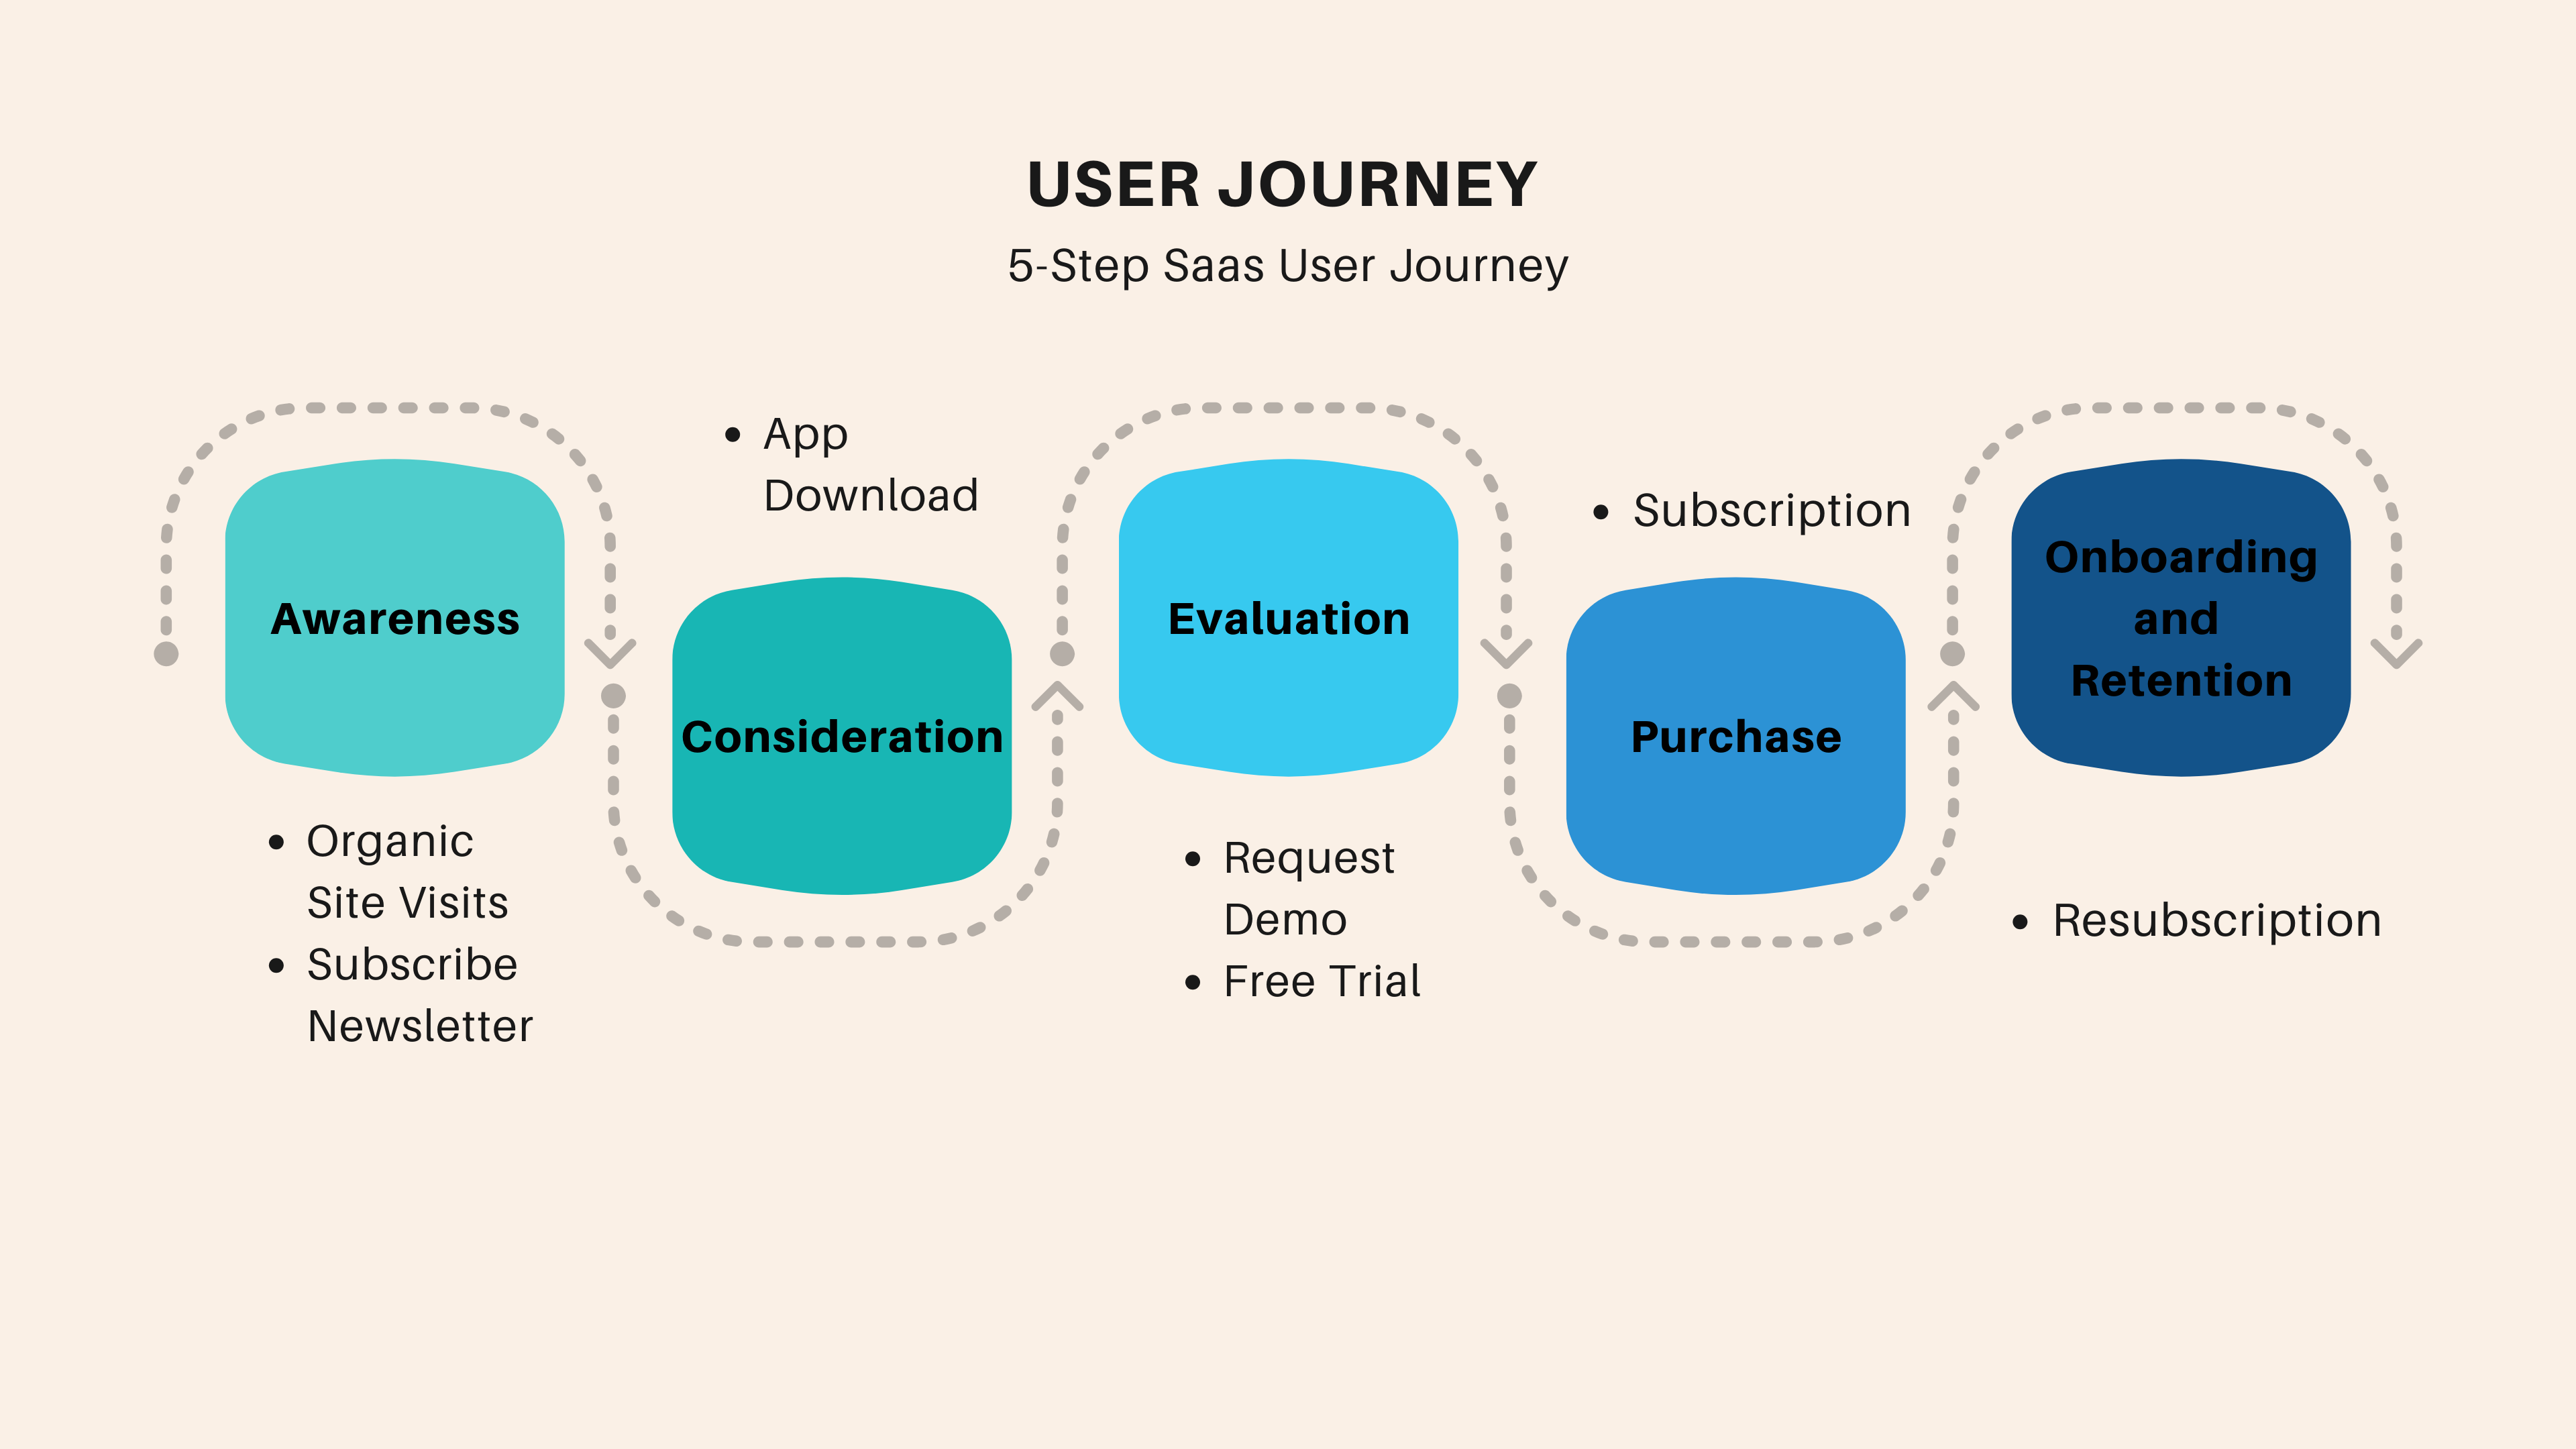 USER JOURNEY
5-Step Saas User Journey
Awareness
• Organic
Site Visits
• Subscribe
Newsletter
• App
Download
Consideration
Evaluation
• Request
Demo
• Free Trial
• Subscription
Purchase
Onboarding
and
Retention
• Resubscription